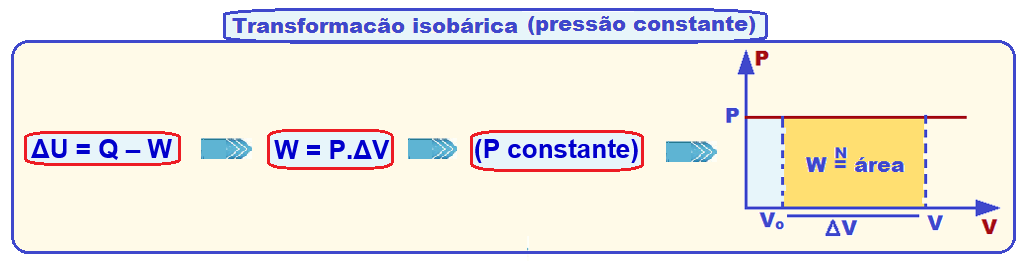 Transformacão isobárica (pressão constante)
ΔU = Q – W
W = P.ΔV
(P constante)
P
P
W N= área
V₀
ΔV
V
V